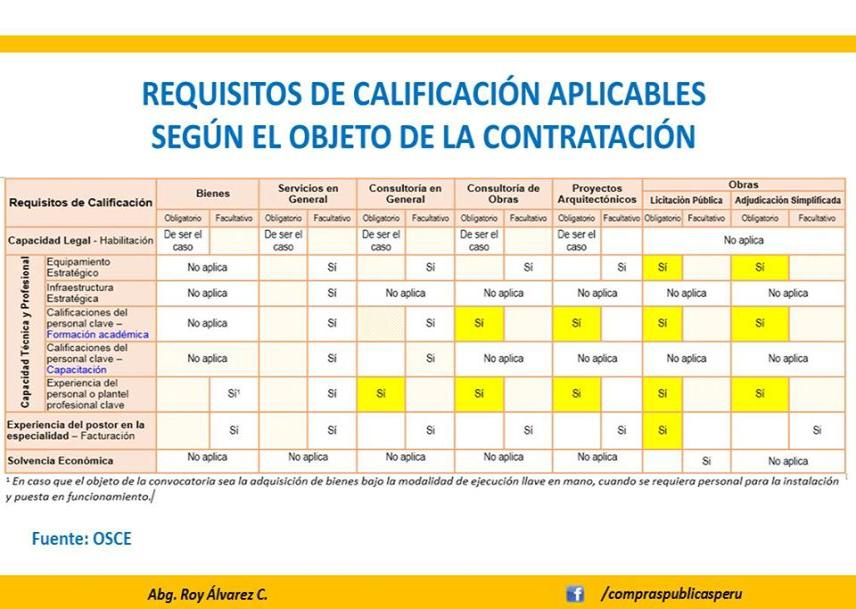 REQUISITOS DE CALIFICACIÓN APLICABLES
SEGÚN EL OBJETO DE LA CONTRATACIÓN
Requisitos de Calificación
Bienes
Servicios en General
Consultoría en General
Consultoría de Obras
Proyectos Arquitectónicos
Obras
Licitación Pública
Adjudicación Simplificada
Obligatorio Facultativo Obligatorio Facultativo Obligatorio Facultativo Obligatorio Facultativo Obligatorio Facultativo Obligatorio Facultativo Obligatorio Facultativo
Capacidad Legal - Habilitación De ser el caso De ser el caso De ser el caso De ser el caso De ser el caso No aplica
Capacidad Tecnica y Profesional
Equipamiento Estratégico No aplica Sí Sí Sí Si Sí Sí
Infraestructura Estratégica No aplica Sí No aplica No aplica No aplica No aplica No aplica
Calificaciones del personal clave – Formación académica No aplica Sí Sí Sí Sí Sí Sí
Calificaciones del personal clave – Capacitación No aplica Sí Si No aplica No aplica No aplica No aplica
Experiencia del personal o plantel profesional clave Sí¹ Sí Sí Sí Si Sí Sí
Experiencia del postor en la especialidad – Facturación Sí Sí Sí Sí Si Sí Si
Solvencia Económica No aplica No aplica No aplica No aplica No aplica Si No aplica
¹ En caso que el objeto de la convocatoria sea la adquisición de bienes bajo la modalidad de ejecución llave en mano, cuando se requiera personal para la instalación
y puesta en funcionamiento./
Fuente: OSCE
Abg. Roy Álvarez C.
f /compraspublicasperu